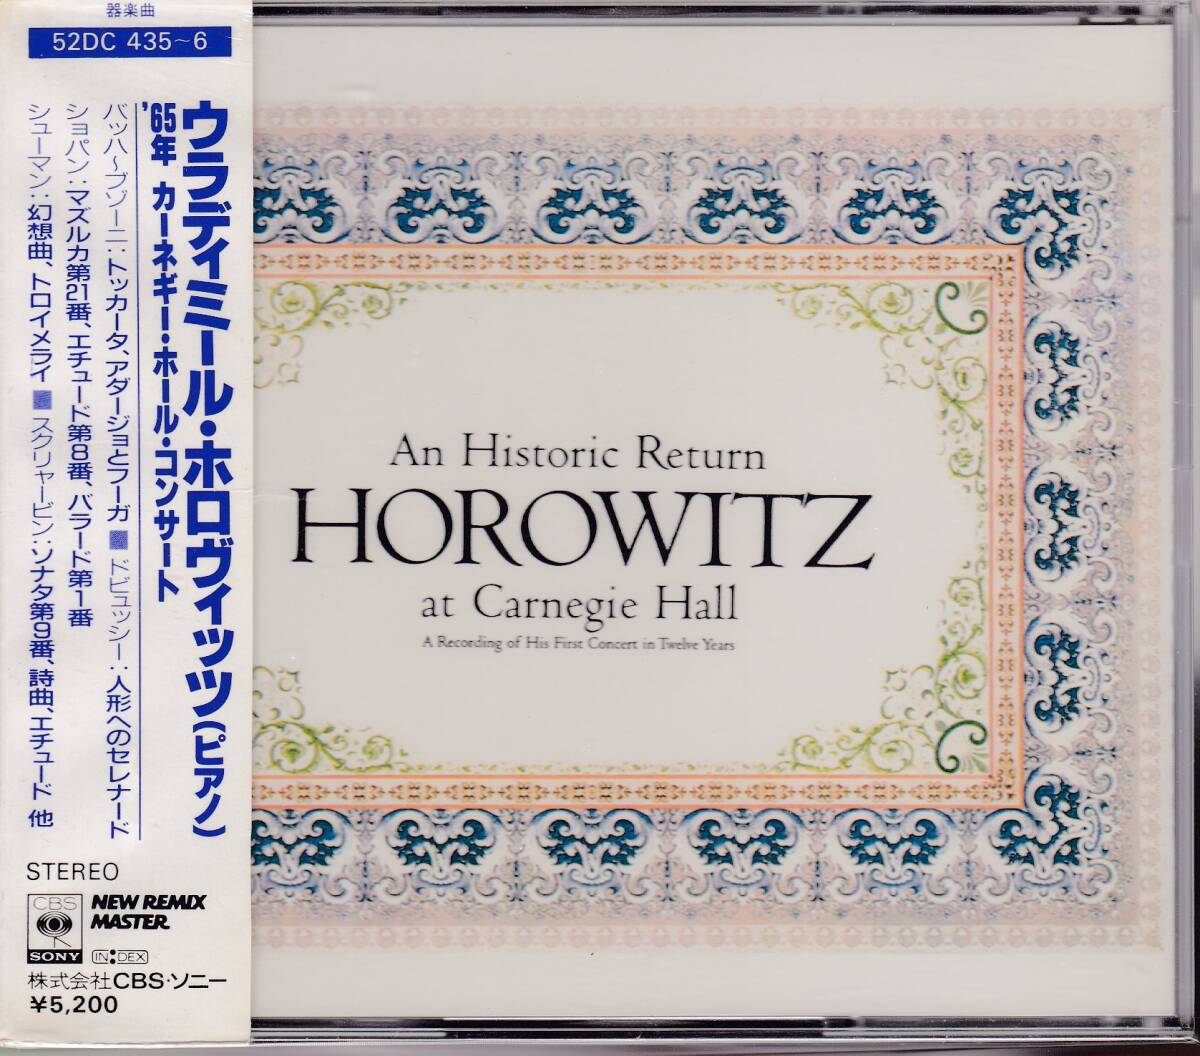 器楽曲
52DC 435~6
ウラディミール・ホロヴィッツ(ピアノ)
'65年 カーネギー・ホール・コンサート
バッハ〜ブゾーニ:トッカータ、アダージョとフーガ ■ ドビュッシー:人形へのセレナード
ショパン:マズルカ第21番、エチュード第8番、バラード第1番
シューマン:幻想曲、トロイメライ ■ スクリャービン:ソナタ第9番、詩曲、エチュード 他
STEREO
CBS
SONY
NEW REMIX
MASTER
INDEX
株式会社CBS・ソニー
¥5,200
An Historic Return
HOROWITZ
at Carnegie Hall
A Recording of His First Concert in Twelve Years